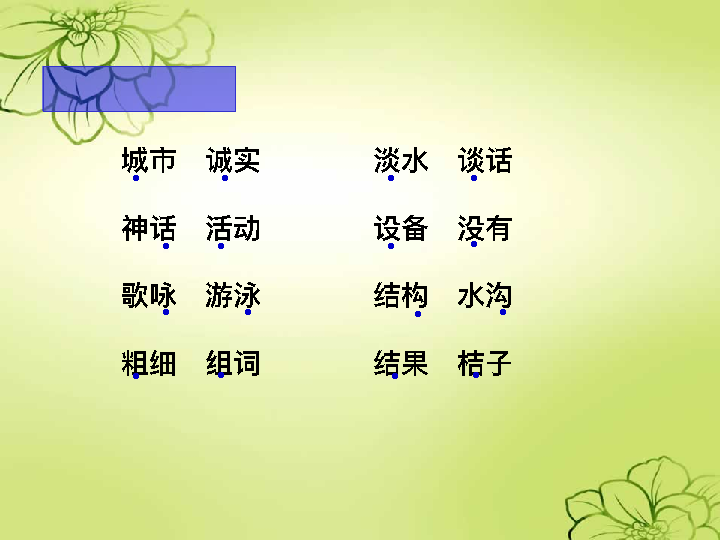 城市 诚实 淡水 谈话
神话 活动 设备 没有
歌咏 游泳 结构 水沟
粗细 组词 结果 桔子